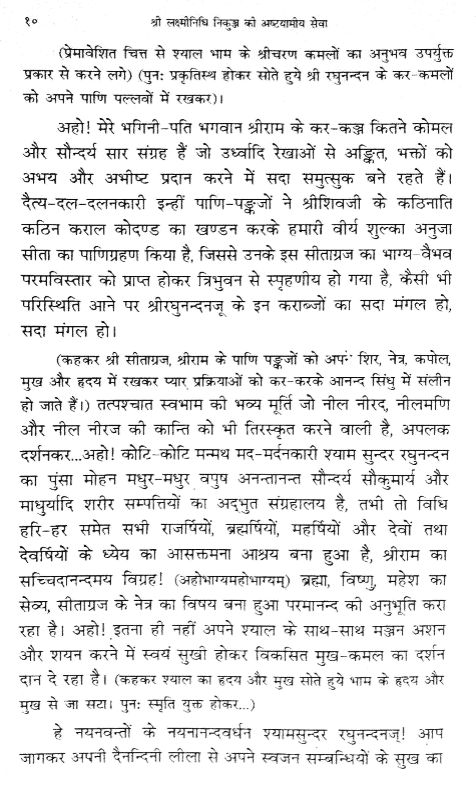 १० श्री लक्ष्मीनिधि निकुञ्ज की अष्टयामीय सेवा
(प्रेमावेशित चित्त से श्याल भाम के श्रीचरण कमलों का अनुभव उपर्युक्त
प्रकार से करने लगे) (पुनः प्रकृतिस्थ होकर सोते हुये श्री रघुनन्दन के कर-कमलों
को अपने पाणि पल्लवों में रखकर)।
अहो! मेरे भगिनी-पति भगवान श्रीराम के कर-कञ्ज कितने कोमल
और सौन्दर्य सार संग्रह हैं जो उर्ध्वादि रेखाओं से अङ्कित, भक्तों को
अभय और अभीष्ट प्रदान करने में सदा समुत्सुक बने रहते हैं।
दैत्य-दल-दलनकारी इन्हीं पाणि-पङ्कजों ने श्रीशिवजी के कठिनाति
कठिन कराल कोदण्ड का खण्डन करके हमारी वीर्य शुल्का अनुजा
सीता का पाणिग्रहण किया है, जिससे उनके इस सीताग्रज का भाग्य-वैभव
परमविस्तार को प्राप्त होकर त्रिभुवन से स्पृहणीय हो गया है, कैसी भी
परिस्थिति आने पर श्रीरघुनन्दनजू के इन कराब्जों का सदा मंगल हो,
सदा मंगल हो।
(कहकर श्री सीताग्रज, श्रीराम के पाणि पङ्कजों को अपने शिर, नेत्र, कपोल,
मुख और हृदय में रखकर प्यार प्रक्रियाओं को कर-करके आनन्द सिंधु में संलीन
हो जाते हैं।) तत्पश्चात स्वभाम की भव्य मूर्ति जो नील नीरद, नीलमणि
और नील नीरज की कान्ति को भी तिरस्कृत करने वाली है, अपलक
दर्शनकर...अहो! कोटि-कोटि मन्मथ मद-मर्दनकारी श्याम सुन्दर रघुनन्दन
का पुंसा मोहन मधुर-मधुर वपुष अनन्तानन्त सौन्दर्य सौकुमार्य और
माधुर्यादि शरीर सम्पत्तियों का अद्भुत संग्रहालय है, तभी तो विधि
हरि-हर समेत सभी राजर्षियों, ब्रह्मर्षियों, महर्षियों और देवों तथा
देवर्षियों के ध्येय का आसक्तमना आश्रय बना हुआ है, श्रीराम का
सच्चिदानन्दमय विग्रह! (अहोभाग्यमहोभाग्यम्) ब्रह्मा, विष्णु, महेश का
सेव्य, सीताग्रज के नेत्र का विषय बना हुआ परमानन्द की अनुभूति करा
रहा है। अहो! इतना ही नहीं अपने श्याल के साथ-साथ मञ्जन अशन
और शयन करने में स्वयं सुखी होकर विकसित मुख-कमल का दर्शन
दान दे रहा है। (कहकर श्याल का हृदय और मुख सोते हुये भाम के हृदय और
मुख से जा सटा। पुनः स्मृति युक्त होकर...)
हे नयनवन्तों के नयनानन्दवर्धन श्यामसुन्दर रघुनन्दनजू! आप
जागकर अपनी दैनन्दिनी लीला से अपने स्वजन सम्बन्धियों के सुख का